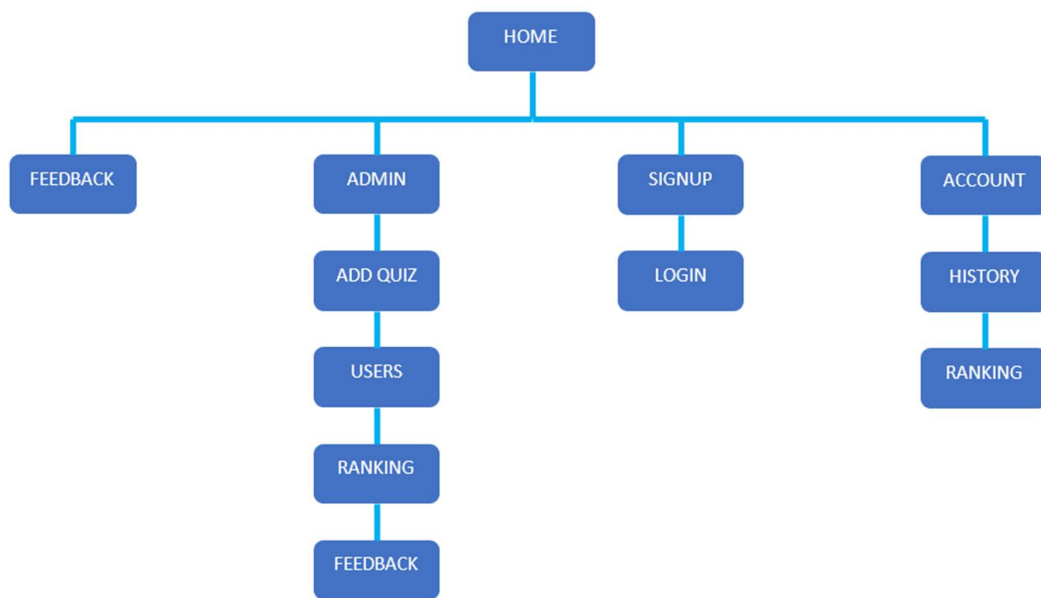 HOME
FEEDBACK
ADMIN
SIGNUP
ACCOUNT
ADD QUIZ
LOGIN
HISTORY
USERS
RANKING
RANKING
FEEDBACK